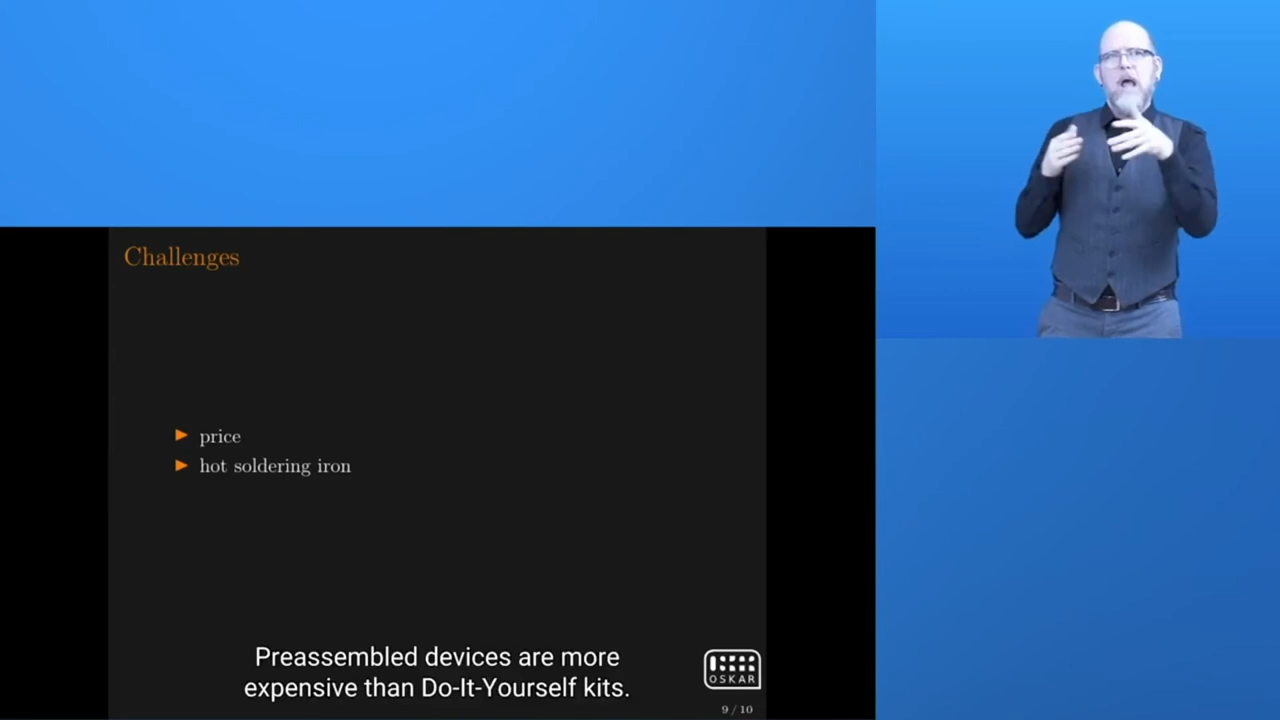 Challenges
▶ price
▶ hot soldering iron
Preassembled devices are more
expensive than Do-It-Yourself kits.
OSKAR
9 / 10